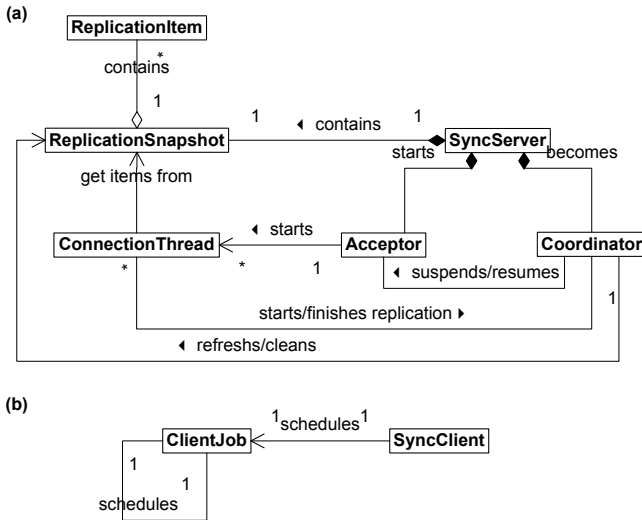 (a)
ReplicationItem
contains
*
1
ReplicationSnapshot
1
◄ contains
1
SyncServer
starts
becomes
get items from
ConnectionThread
◄ starts
Acceptor
Coordinator
*
*
1
◄ suspends/resumes
1
starts/finishes replication ►
◄ refreshs/cleans
(b)
1
schedules
1
ClientJob
SyncClient
1
1
schedules